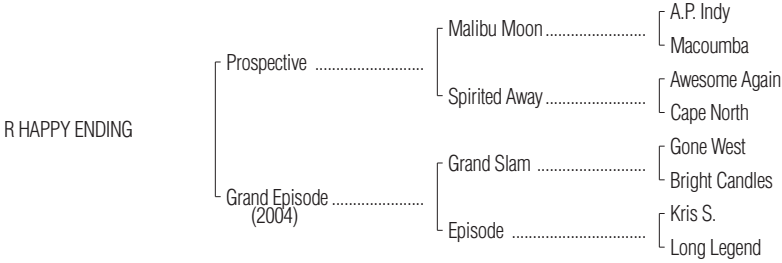 A.P. Indy
Malibu Moon
Macoumba
Prospective
Awesome Again
Spirited Away
Cape North
R HAPPY ENDING
Gone West
Grand Slam
Bright Candles
Grand Episode
(2004)
Kris S.
Episode
Long Legend